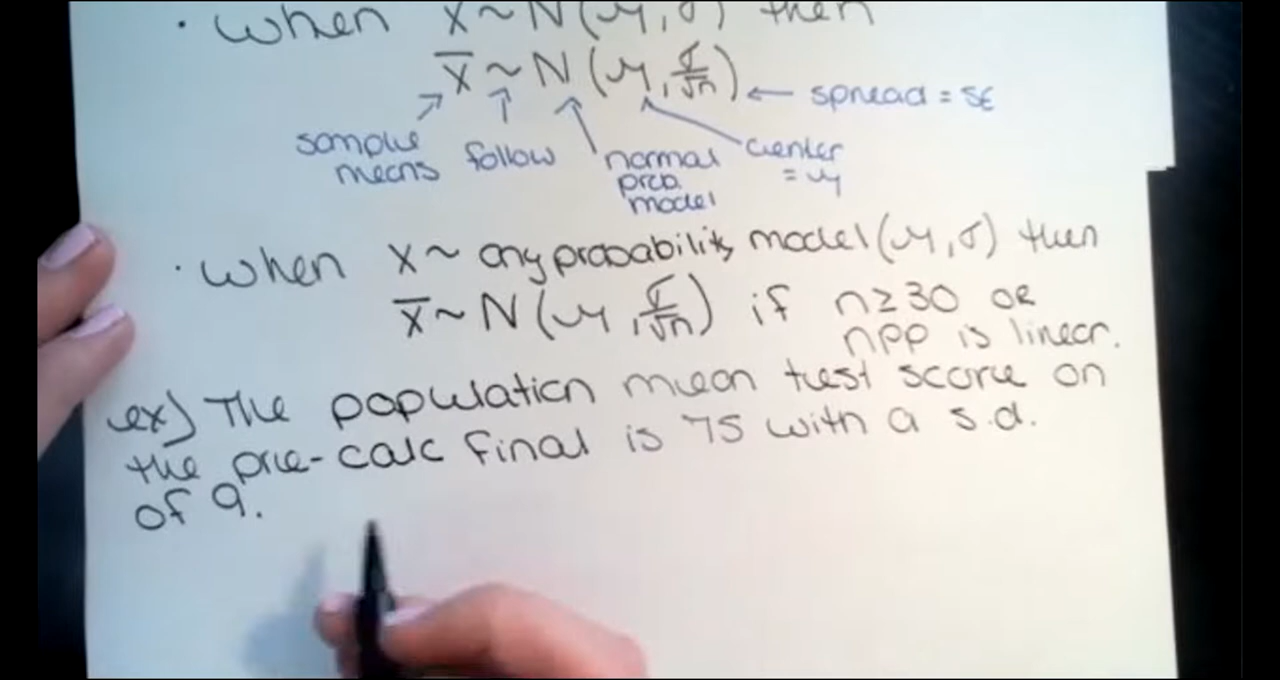 · when X ~ N(μ, σ) then
X̄ ~ N(μ, σ/√n)
← spread = SE
sample means
follow
normal prob. model
center = μ
· when X ~ any probability model (μ, σ) then
X̄ ~ N(μ, σ/√n) if n ≥ 30 or
npp is linear.
ex) The population mean test score on
the pre-calc final is 75 with a s.d.
of 9.